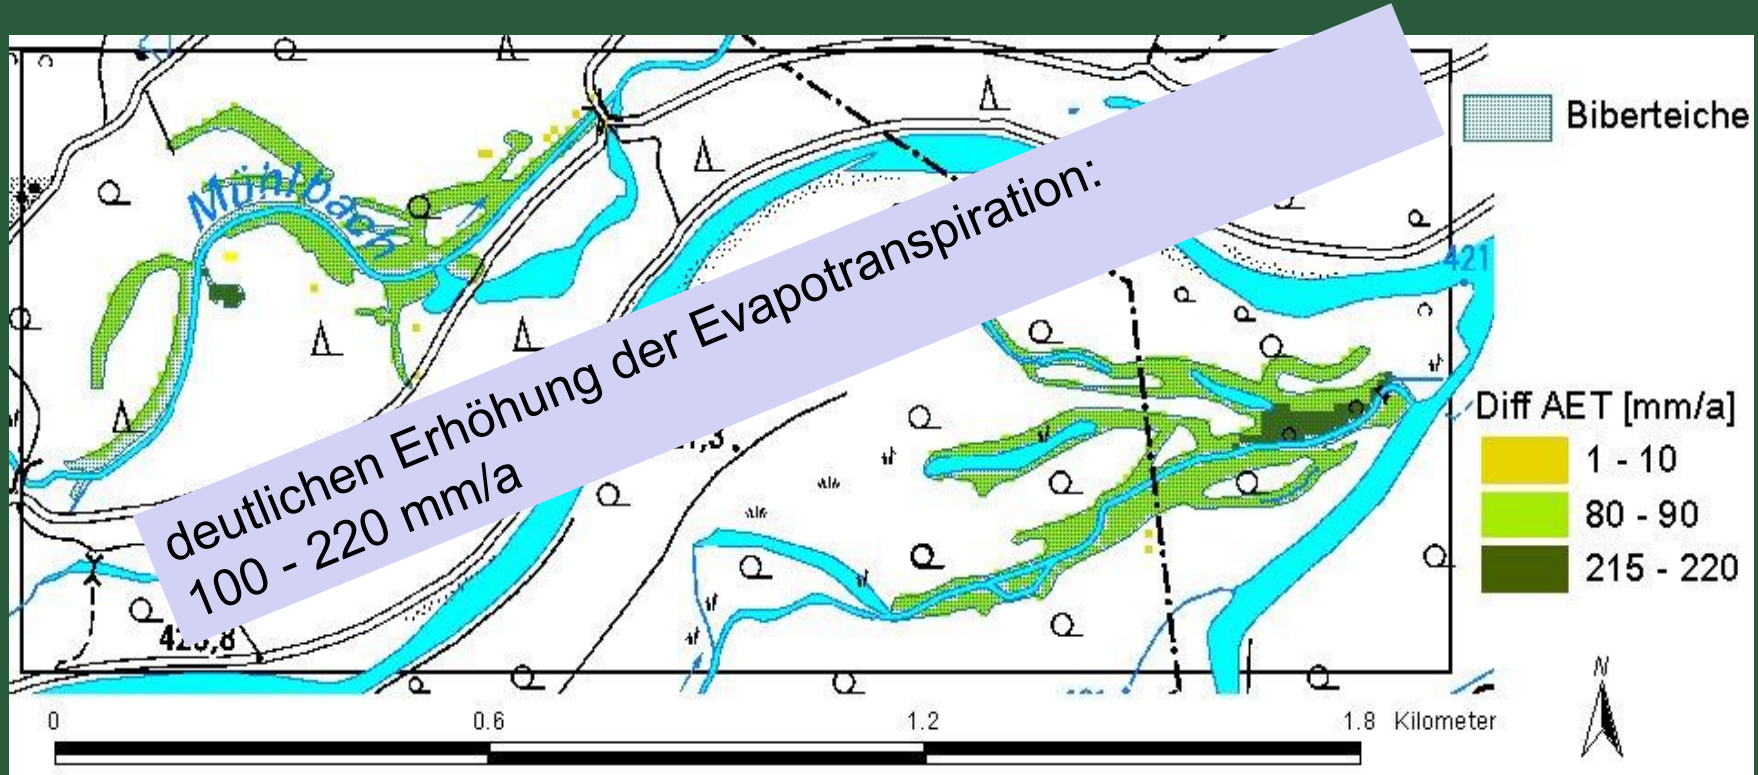 Mühlbach
Biberteiche
deutlichen Erhöhung der Evapotranspiration:
100 - 220 mm/a
421
Diff AET [mm/a]
1 - 10
80 - 90
215 - 220
N
0 0.6 1.2 1.8 Kilometer